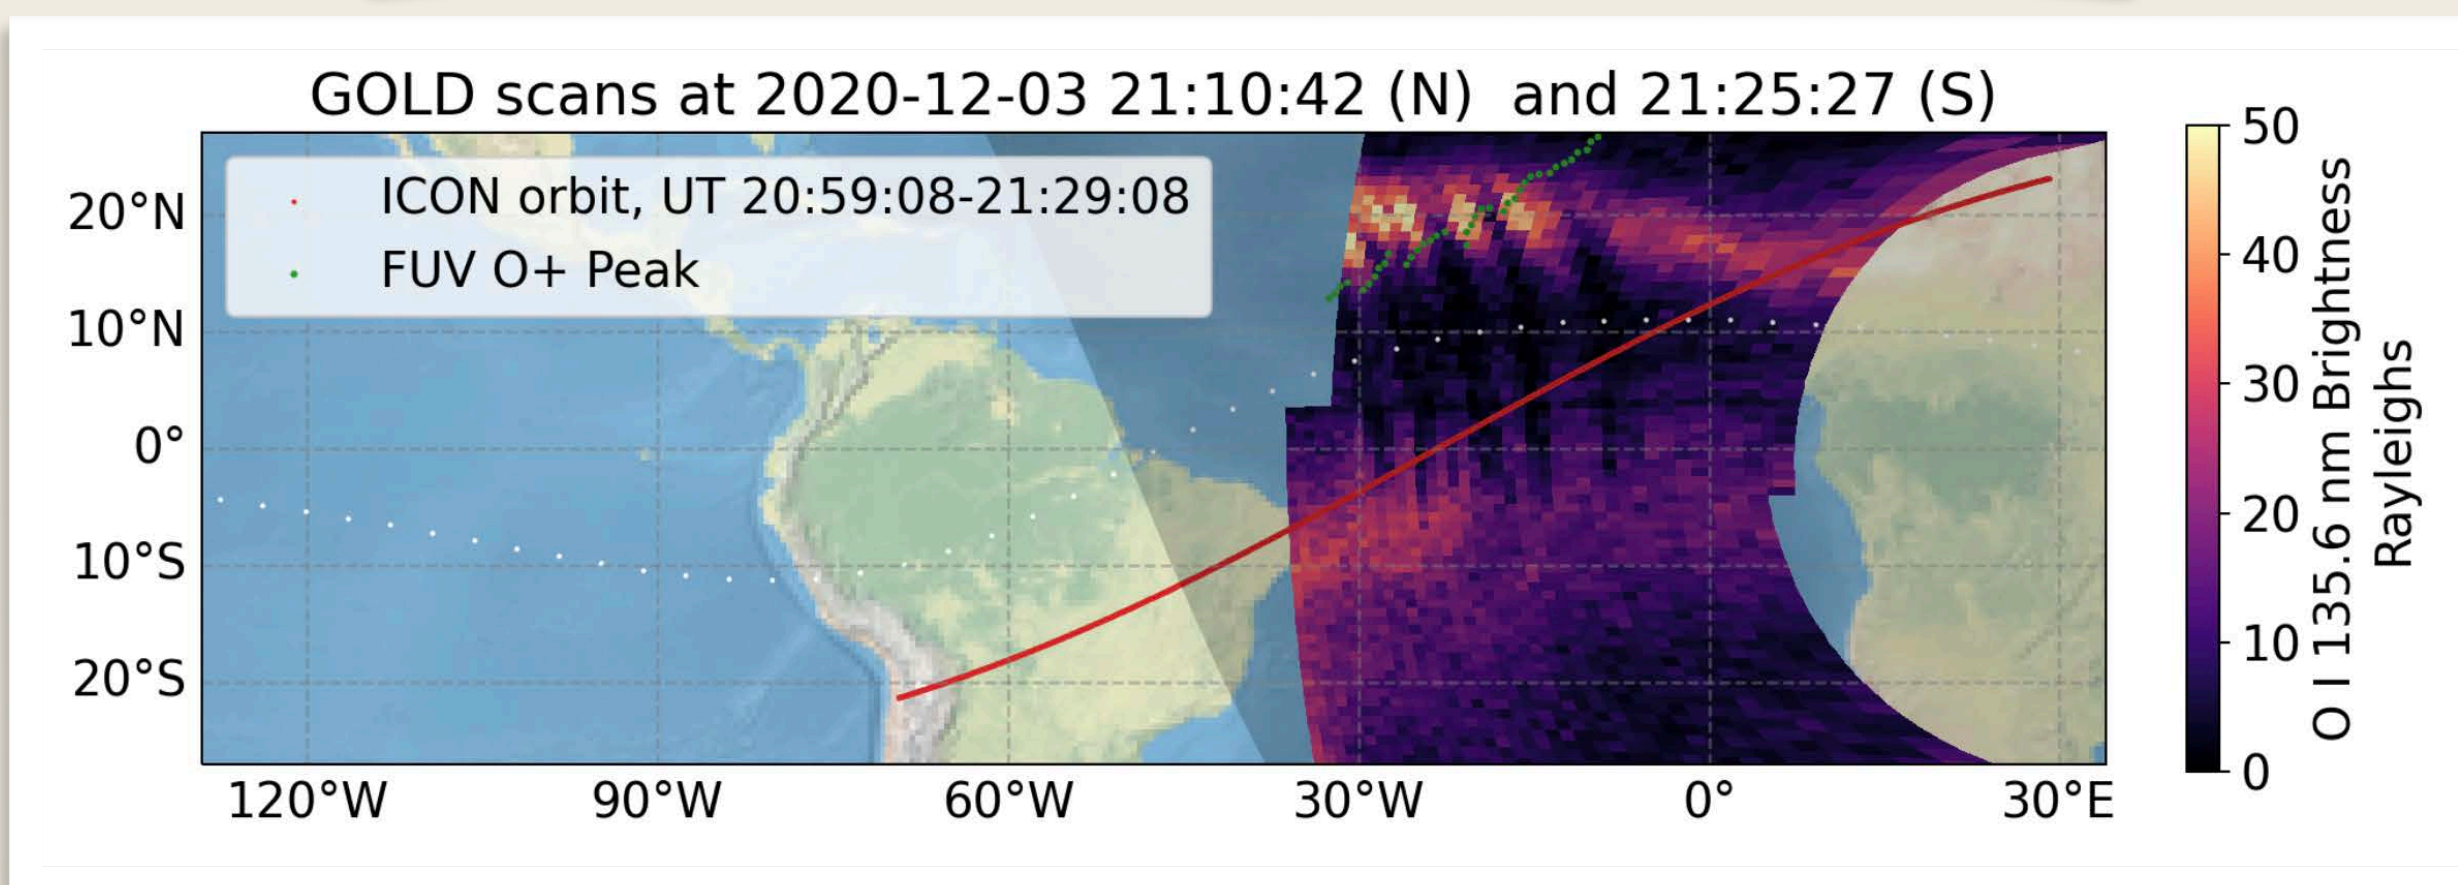 GOLD scans at 2020-12-03 21:10:42 (N) and 21:25:27 (S)
ICON orbit, UT 20:59:08-21:29:08
FUV O+ Peak
20°N
10°N
0°
10°S
20°S
120°W
90°W
60°W
30°W
0°
30°E
50
40
30
20
10
0
O I 135.6 nm Brightness
Rayleighs